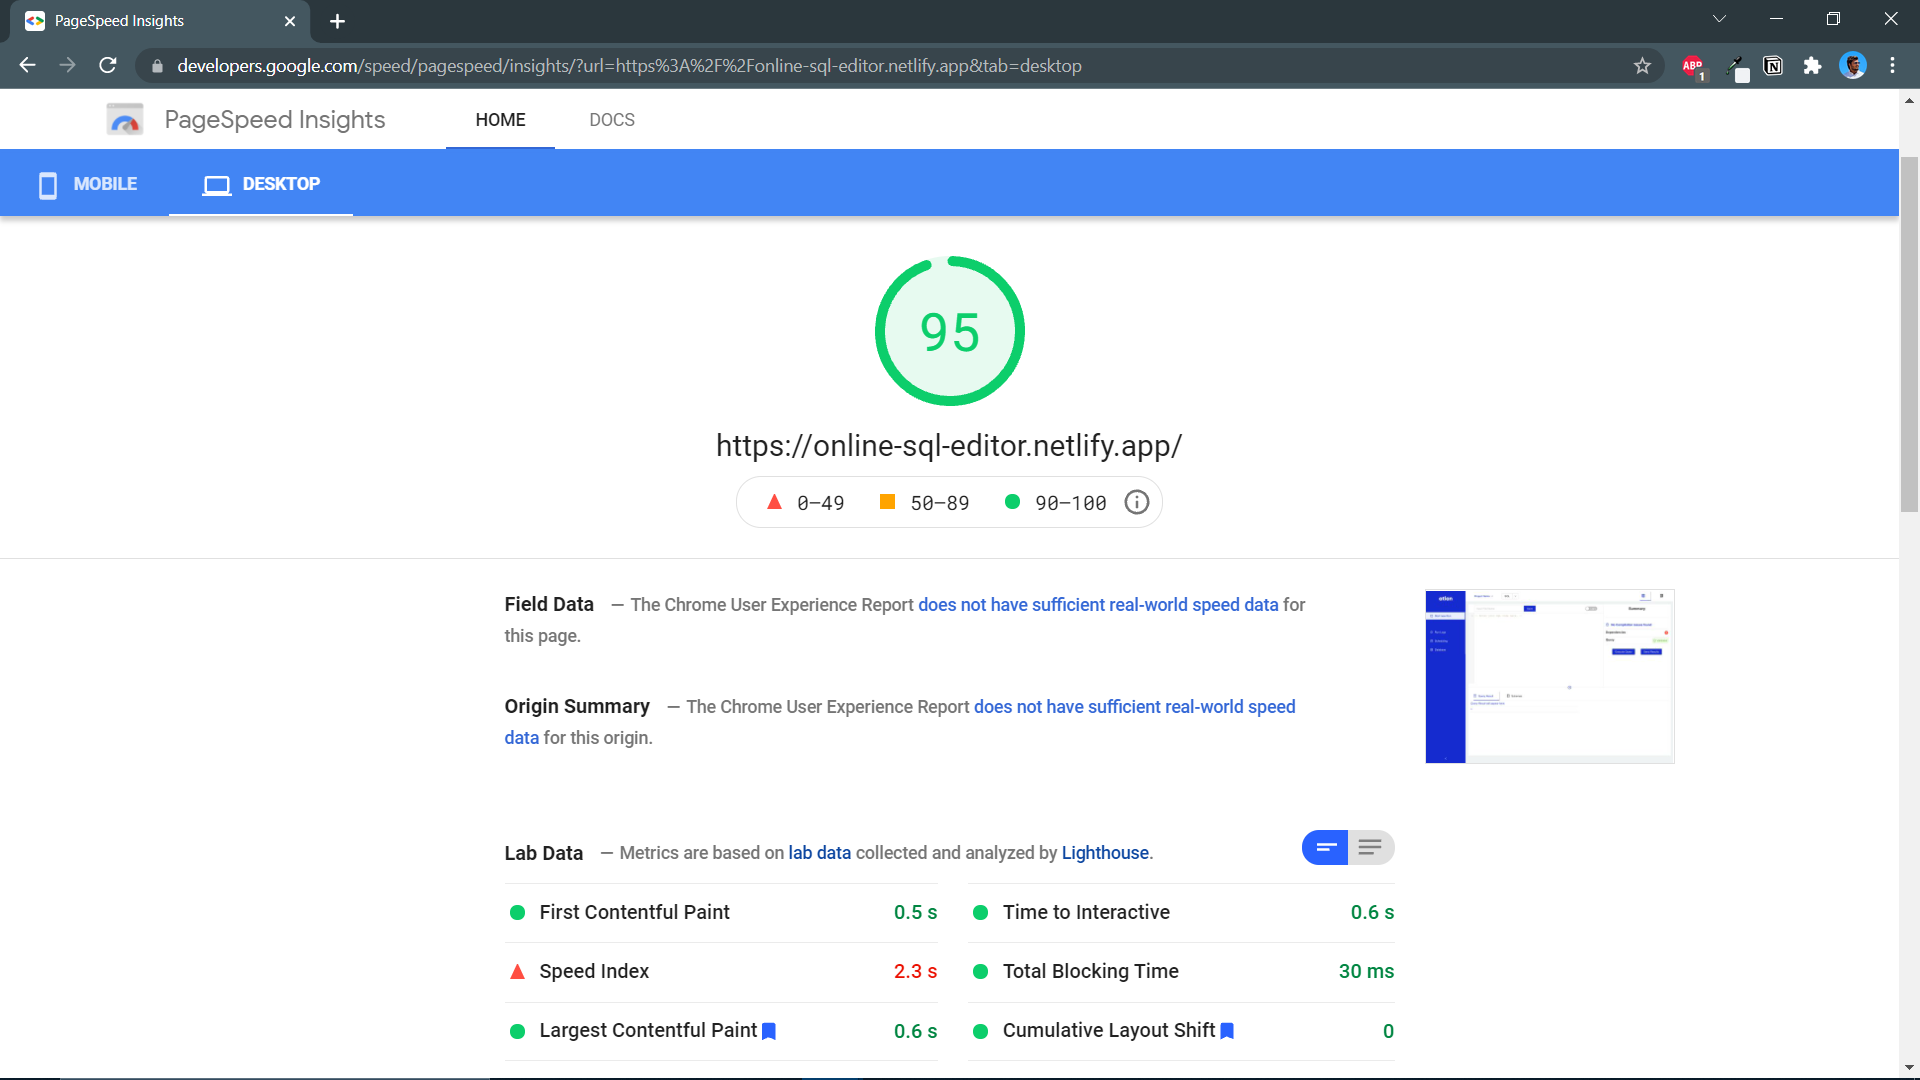 PageSpeed Insights
developers.google.com/speed/pagespeed/insights/?url=https%3A%2F%2Fonline-sql-editor.netlify.app&tab=desktop
ABP
1
PageSpeed Insights
HOME
DOCS
MOBILE
DESKTOP
95
https://online-sql-editor.netlify.app/
0–49
50–89
90–100
Field Data — The Chrome User Experience Report does not have sufficient real-world speed data for
this page.
Origin Summary — The Chrome User Experience Report does not have sufficient real-world speed
data for this origin.
atlan
Summary
Lab Data — Metrics are based on lab data collected and analyzed by Lighthouse.
First Contentful Paint 0.5 s
Time to Interactive 0.6 s
Speed Index 2.3 s
Total Blocking Time 30 ms
Largest Contentful Paint 0.6 s
Cumulative Layout Shift 0